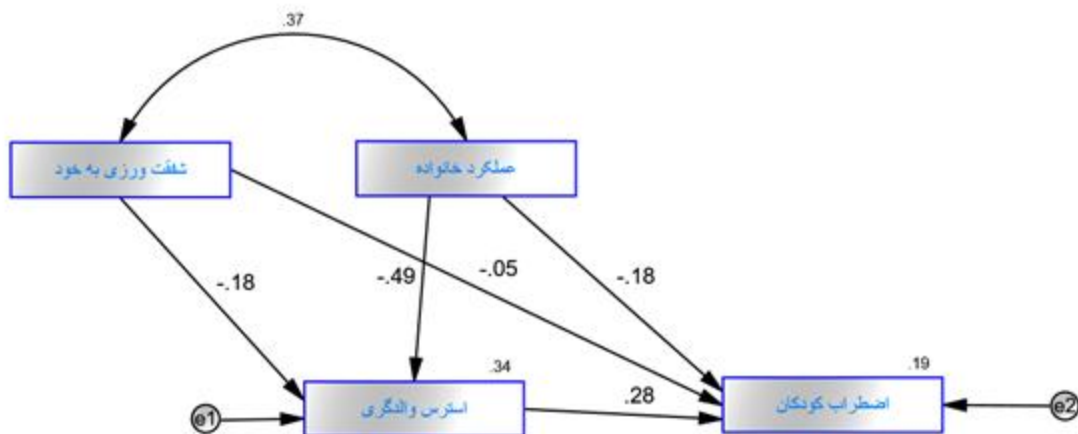 .37
شفقت ورزی به خود
عملکرد خانواده
-.18
-.49
-.05
-.18
.34
.19
استرس والدگری
.28
اضطراب کودکان
e1
e2